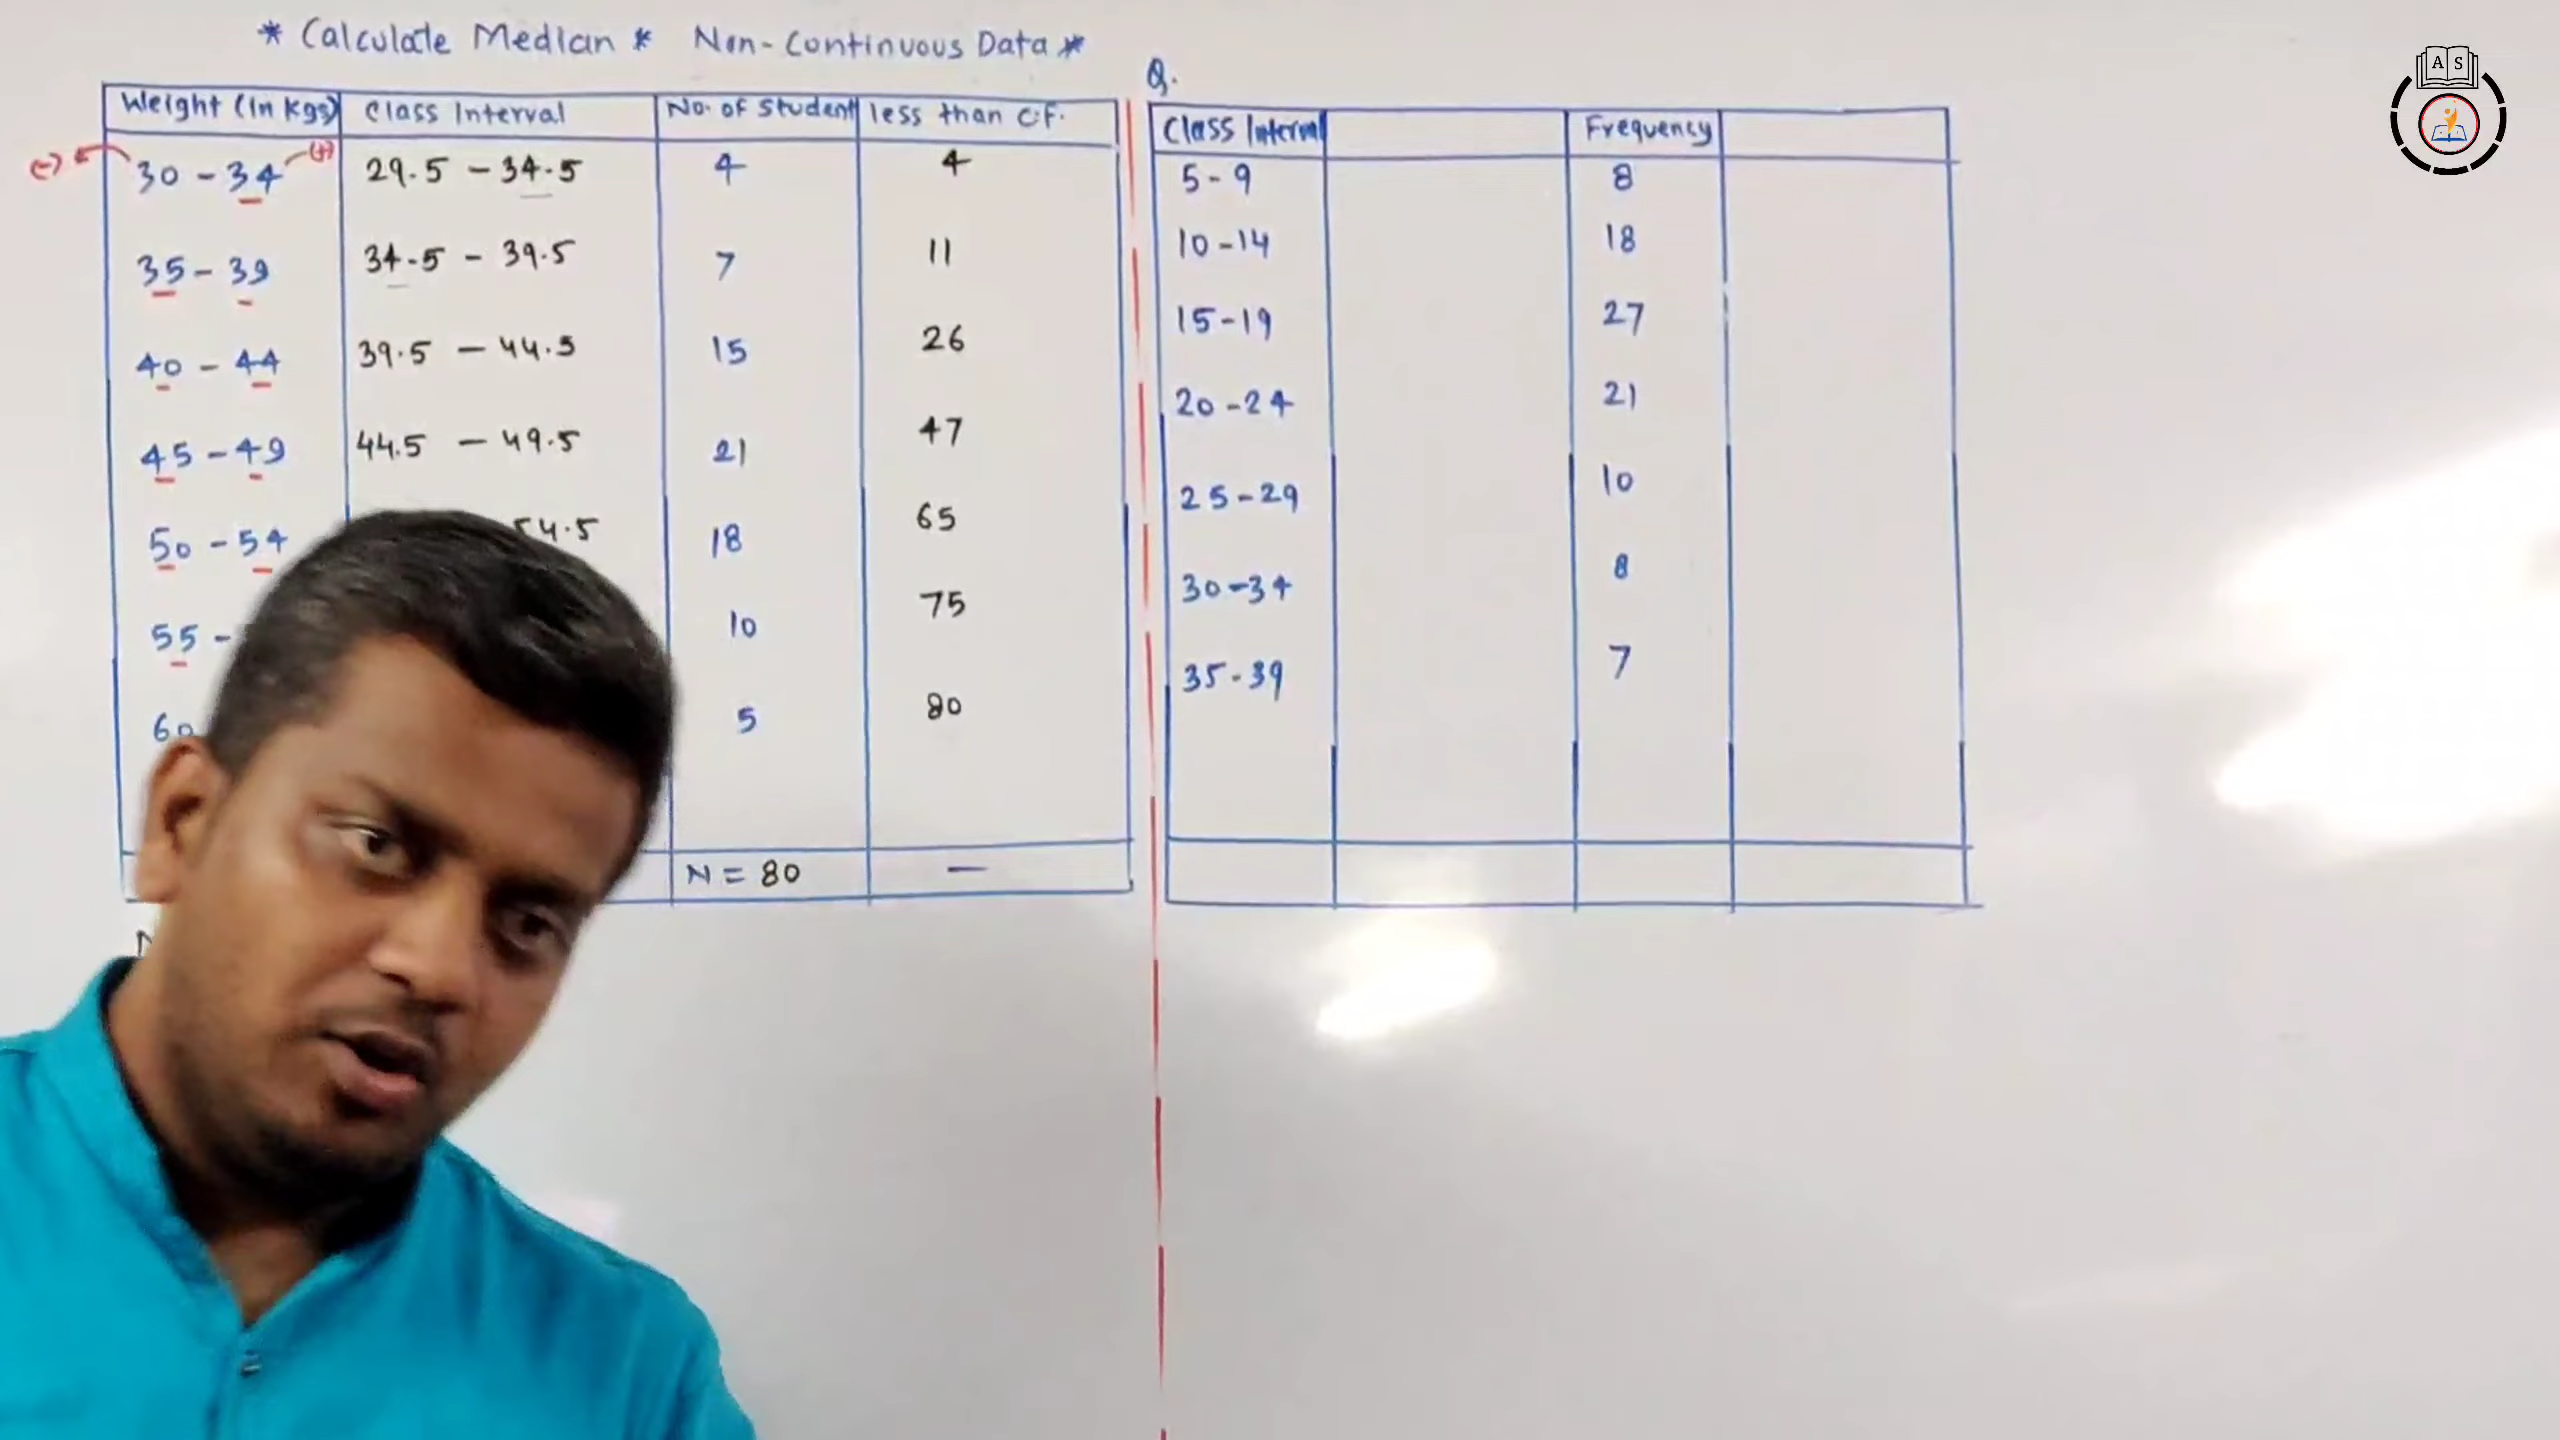 * Calculate Median * Non-Continuous Data *
Weight (In Kgs) Class Interval No. of Student less than C.F.
(-) 30 - 34 (+) 29.5 - 34.5 4 4
35 - 39 34.5 - 39.5 7 11
40 - 44 39.5 - 44.5 15 26
45 - 49 44.5 - 49.5 21 47
50 - 54 54.5 18 65
55 - 10 75
60 5 80
N = 80 —
Q.
Class Interval Frequency
5 - 9 8
10 - 14 18
15 - 19 27
20 - 24 21
25 - 29 10
30 - 34 8
35 - 39 7
A S